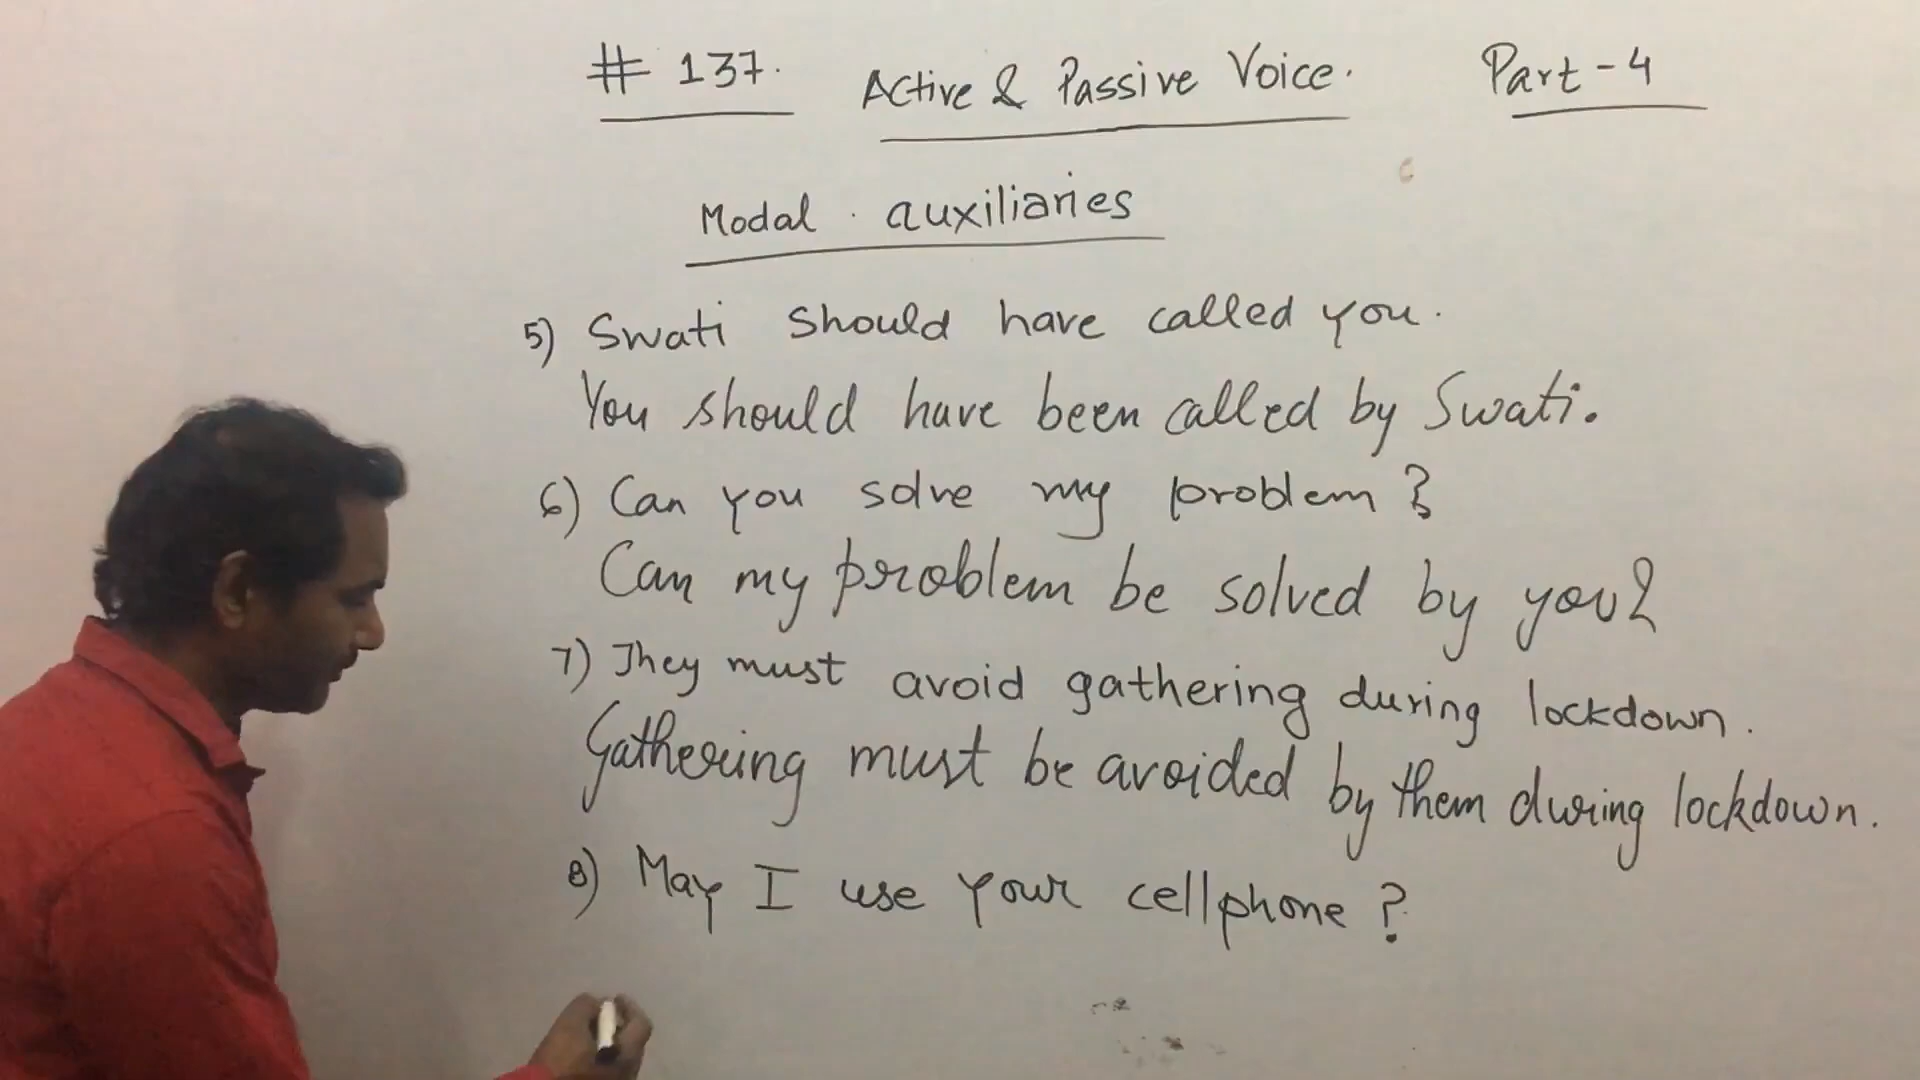 # 137. Active & Passive Voice. Part-4
Modal auxiliaries
5) Swati should have called you.
You should have been called by Swati.
6) Can you solve my problem?
Can my problem be solved by you?
7) They must avoid gathering during lockdown.
Gathering must be avoided by them during lockdown.
8) May I use your cellphone?